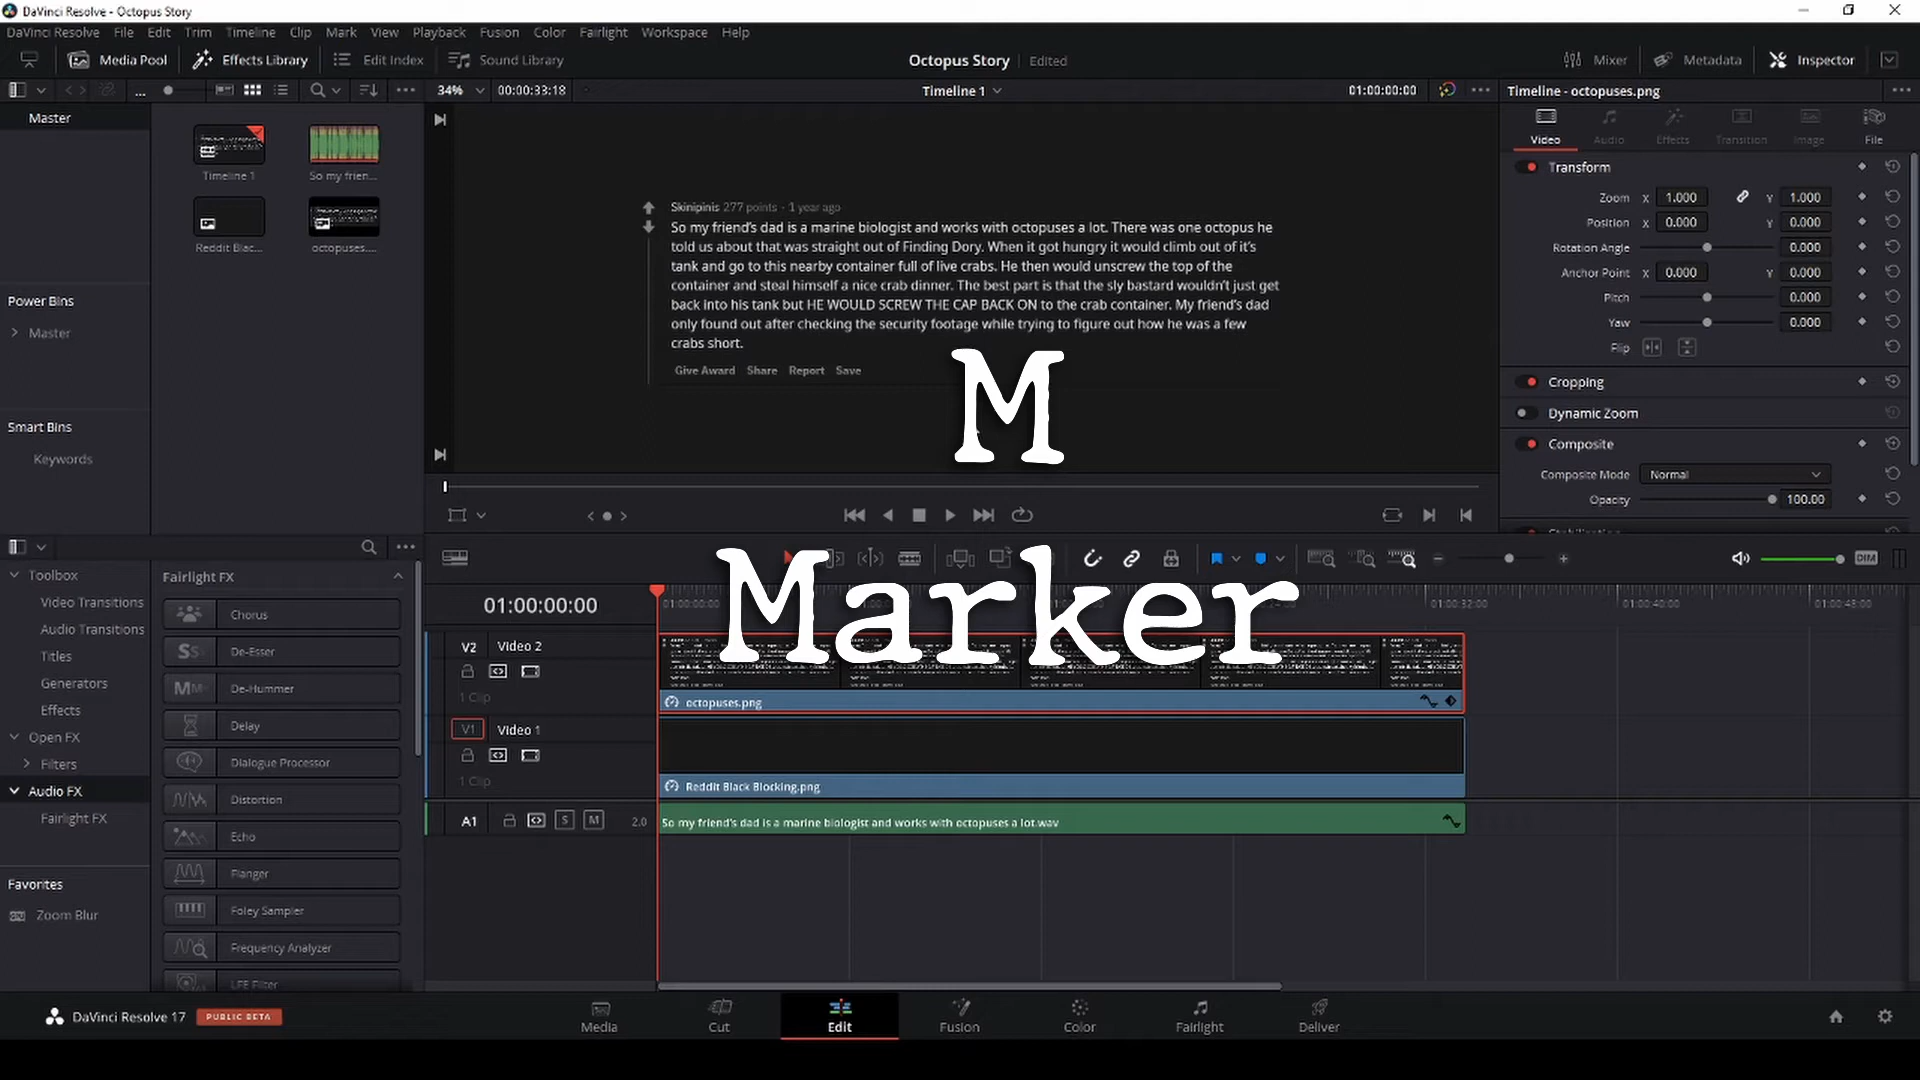 DaVinci Resolve - Octopus Story
DaVinci Resolve File Edit Trim Timeline Clip Mark View Playback Fusion Color Fairlight Workspace Help
Media Pool Effects Library Edit Index Sound Library Octopus Story Edited Mixer Metadata Inspector
34% 00:00:33:18 Timeline 1 01:00:00:00 Timeline - octopuses.png
Master
Timeline 1
So my frien...
Reddit Blac...
octopuses....
Power Bins
Master
Smart Bins
Keywords
Skinipinis 277 points · 1 year ago
So my friend's dad is a marine biologist and works with octopuses a lot. There was one octopus he
told us about that was straight out of Finding Dory. When it got hungry it would climb out of it's
tank and go to this nearby container full of live crabs. He then would unscrew the top of the
container and steal himself a nice crab dinner. The best part is that the sly bastard wouldn't just get
back into his tank but HE WOULD SCREW THE CAP BACK ON to the crab container. My friend's dad
only found out after checking the security footage while trying to figure out how he was a few
crabs short.
Give Award Share Report Save
M
Marker
Video Audio Effects Transition Image File
Transform
Zoom X 1.000 Y 1.000
Position X 0.000 Y 0.000
Rotation Angle 0.000
Anchor Point X 0.000 Y 0.000
Pitch 0.000
Yaw 0.000
Flip
Cropping
Dynamic Zoom
Composite
Composite Mode Normal
Opacity 100.00
DIM
Toolbox
Video Transitions
Audio Transitions
Titles
Generators
Effects
Open FX
Filters
Audio FX
Fairlight FX
Favorites
Zoom Blur
Fairlight FX
Chorus
De-Esser
De-Hummer
Delay
Dialogue Processor
Distortion
Echo
Flanger
Foley Sampler
Frequency Analyzer
LFE Filter
01:00:00:00
01:00:00:00 01:00:32:00 01:00:40:00 01:00:48:00
V2 Video 2
1 Clip
octopuses.png
V1 Video 1
1 Clip
Reddit Black Blocking.png
A1 S M 2.0
So my friend's dad is a marine biologist and works with octopuses a lot.wav
DaVinci Resolve 17 PUBLIC BETA
Media Cut Edit Fusion Color Fairlight Deliver